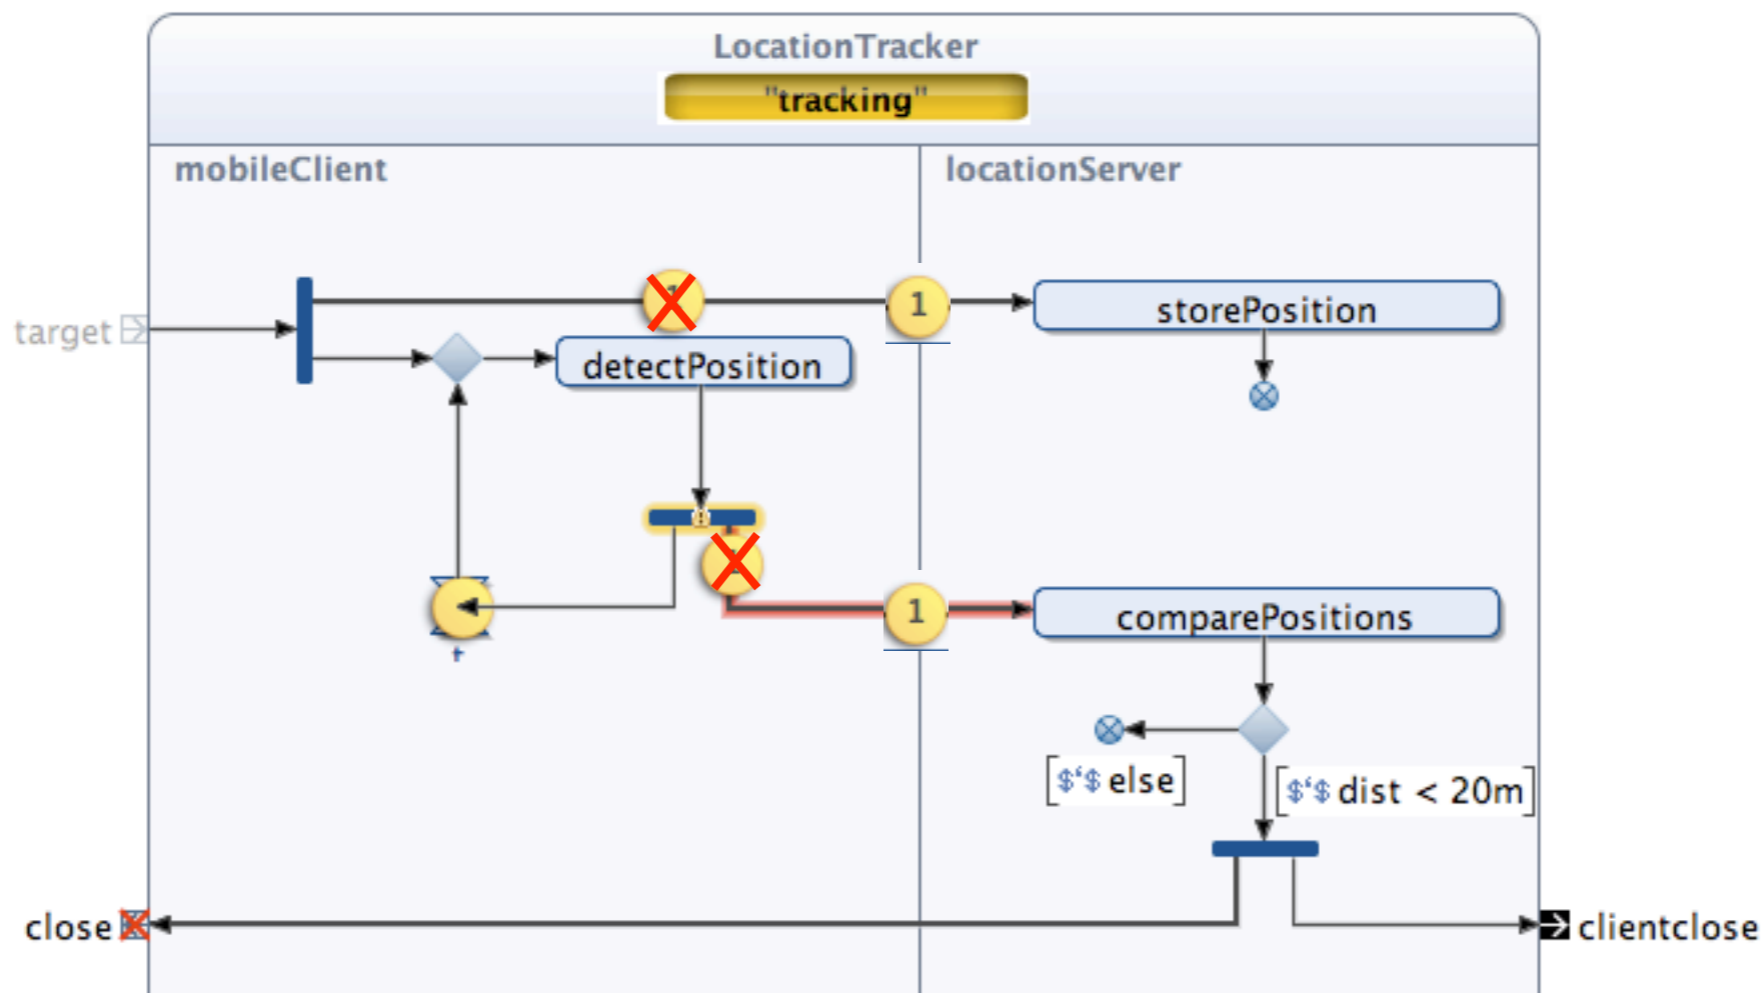 LocationTracker
"tracking"
mobileClient
locationServer
1
storePosition
target
detectPosition
1
comparePositions
[$‘$ else]
[$‘$ dist < 20m]
close
clientclose